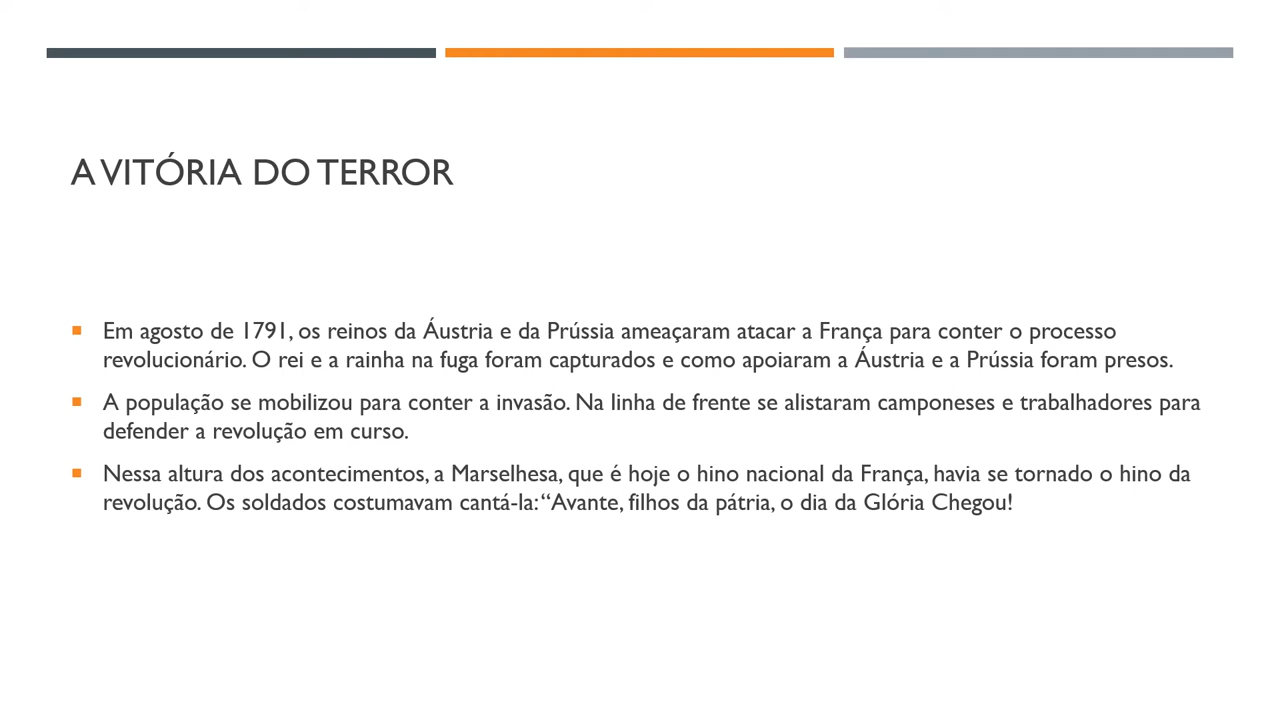 A VITÓRIA DO TERROR
Em agosto de 1791, os reinos da Áustria e da Prússia ameaçaram atacar a França para conter o processo
revolucionário. O rei e a rainha na fuga foram capturados e como apoiaram a Áustria e a Prússia foram presos.
A população se mobilizou para conter a invasão. Na linha de frente se alistaram camponeses e trabalhadores para
defender a revolução em curso.
Nessa altura dos acontecimentos, a Marselhesa, que é hoje o hino nacional da França, havia se tornado o hino da
revolução. Os soldados costumavam cantá-la: “Avante, filhos da pátria, o dia da Glória Chegou!